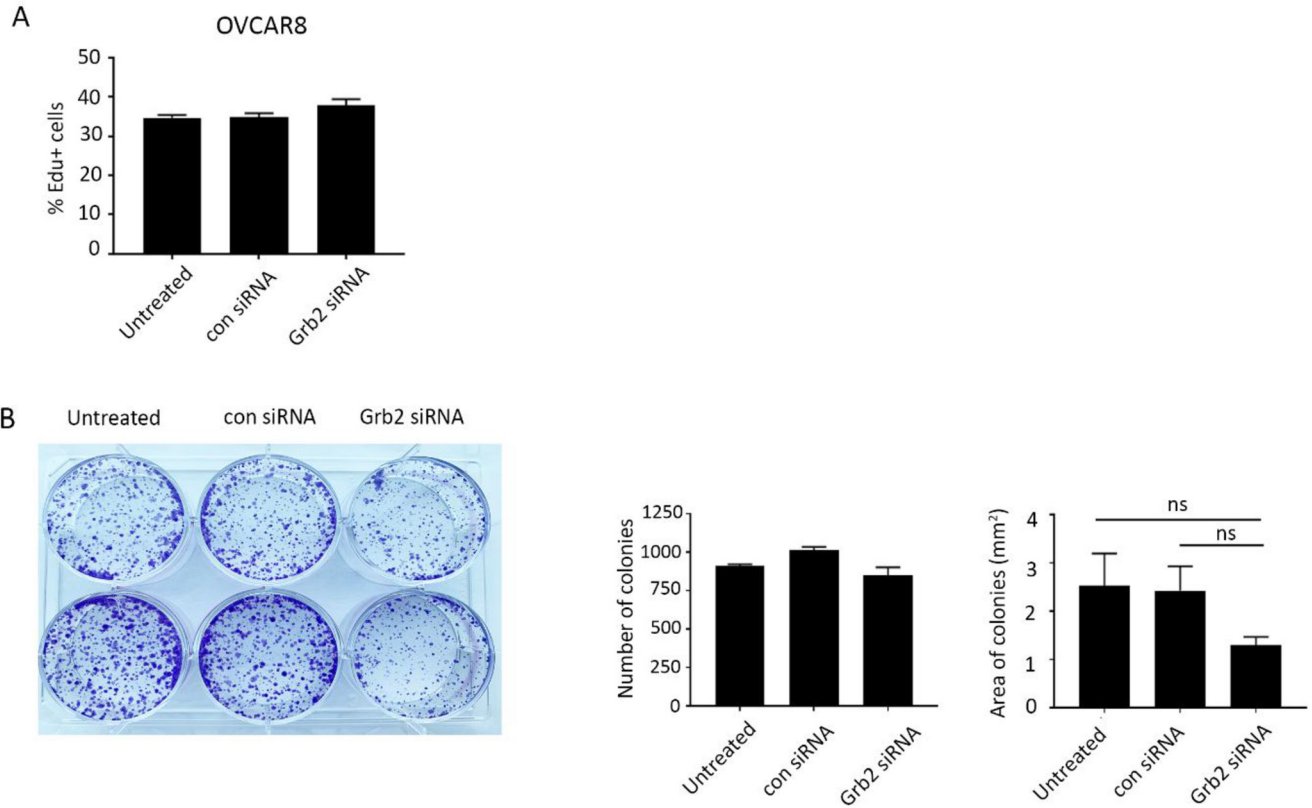 A
OVCAR8
% Edu+ cells
50
40
30
20
10
0
Untreated
con siRNA
Grb2 siRNA
B
Untreated con siRNA Grb2 siRNA
Number of colonies
1250
1000
750
500
250
0
Untreated
con siRNA
Grb2 siRNA
Area of colonies (mm²)
4
3
2
1
0
ns
ns
Untreated
con siRNA
Grb2 siRNA